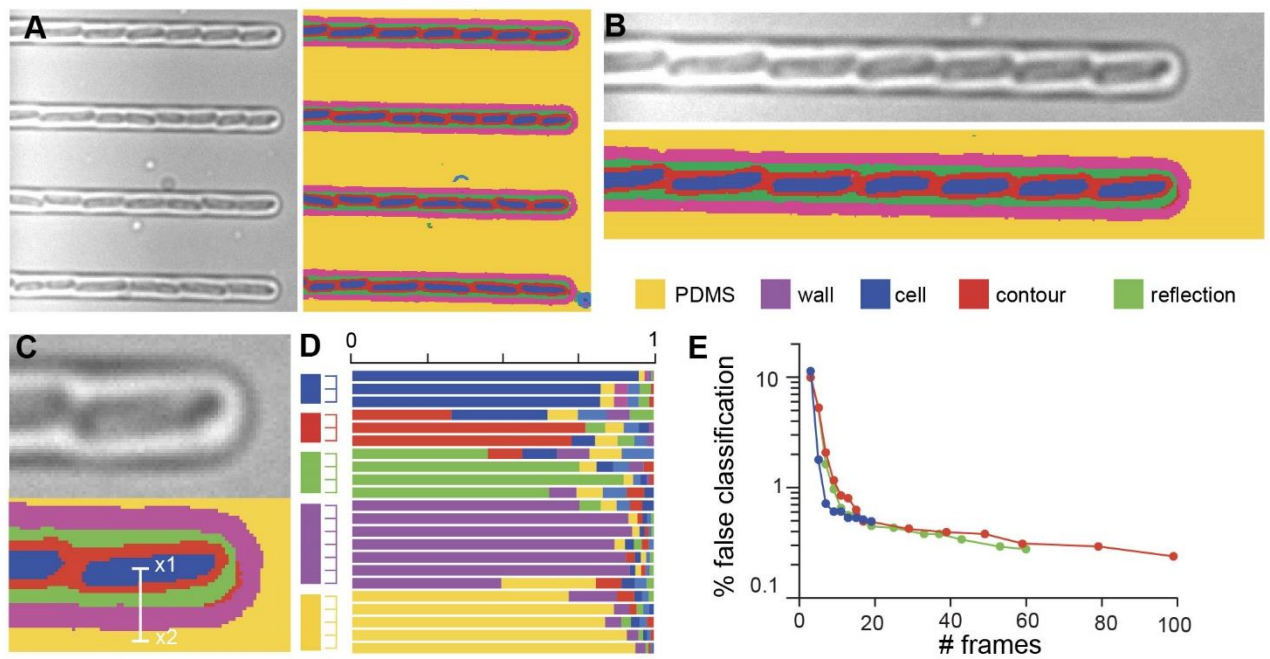 A
B
PDMS wall cell contour reflection
C
x1
x2
D
0 1
E
% false classification
10
1
0.1
0 20 40 60 80 100
# frames